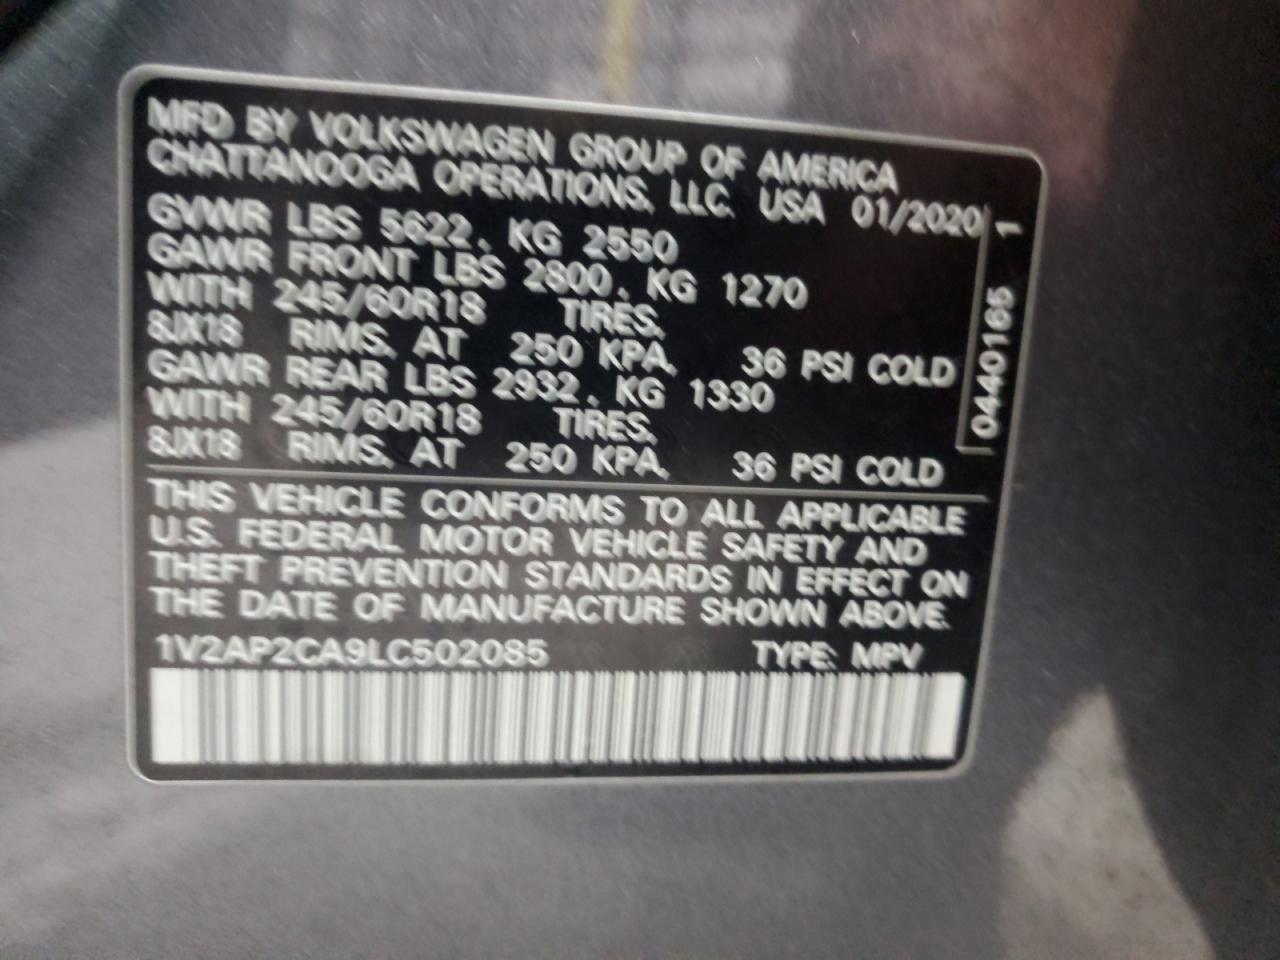 MFD BY VOLKSWAGEN GROUP OF AMERICA
CHATTANOOGA OPERATIONS, LLC. USA 01/2020
GVWR LBS 5622, KG 2550
GAWR FRONT LBS 2800, KG 1270
WITH 245/60R18 TIRES,
8JX18 RIMS, AT 250 KPA, 36 PSI COLD
GAWR REAR LBS 2932, KG 1330
WITH 245/60R18 TIRES,
8JX18 RIMS, AT 250 KPA, 36 PSI COLD
THIS VEHICLE CONFORMS TO ALL APPLICABLE
U.S. FEDERAL MOTOR VEHICLE SAFETY AND
THEFT PREVENTION STANDARDS IN EFFECT ON
THE DATE OF MANUFACTURE SHOWN ABOVE.
1V2AP2CA9LC502085 TYPE: MPV
0440165 1